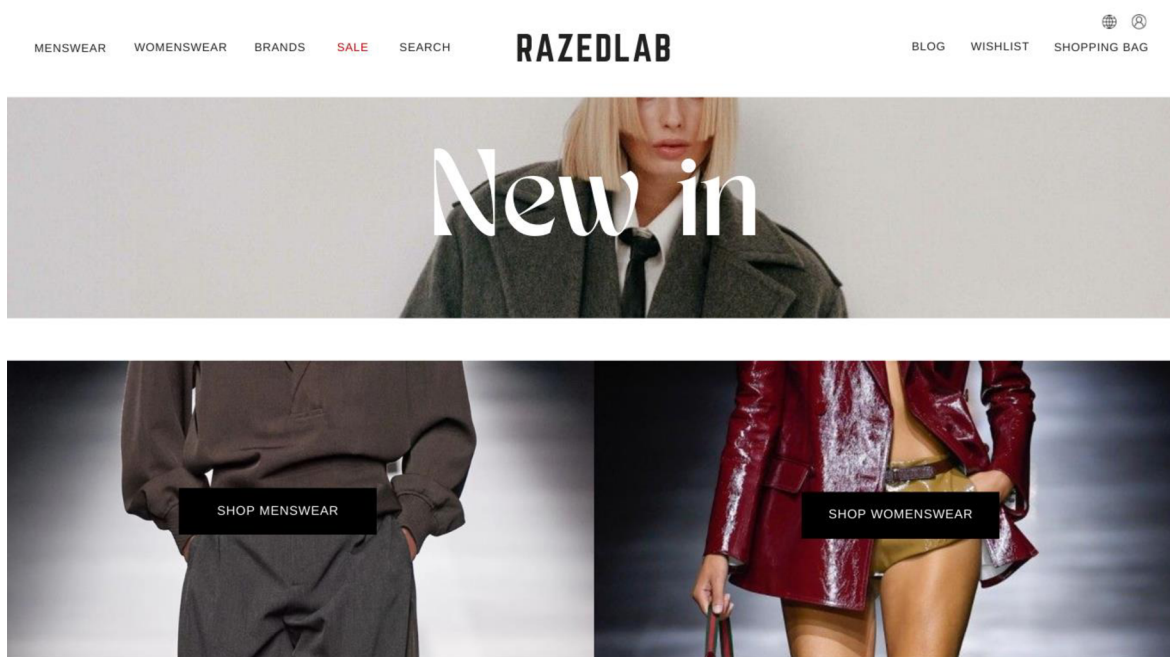 MENSWEAR WOMENSWEAR BRANDS SALE SEARCH RAZEDLAB BLOG WISHLIST SHOPPING BAG
New in
SHOP MENSWEAR
SHOP WOMENSWEAR